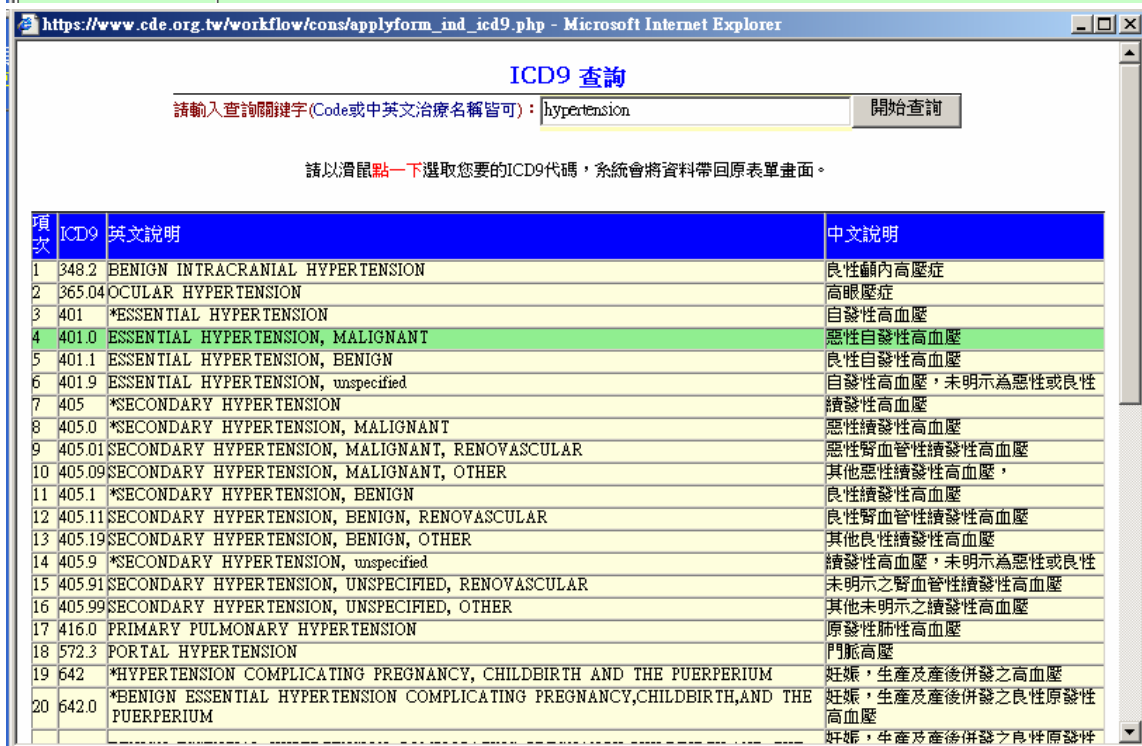 https://www.cde.org.tw/workflow/cons/applyform_ind_icd9.php - Microsoft Internet Explorer
ICD9 查詢
請輸入查詢關鍵字(Code或中英文治療名稱皆可)：hypertension 開始查詢
請以滑鼠點一下選取您要的ICD9代碼，系統會將資料帶回原表單畫面。
項次 ICD9 英文說明 中文說明
1 348.2 BENIGN INTRACRANIAL HYPERTENSION 良性顱內高壓症
2 365.04 OCULAR HYPERTENSION 高眼壓症
3 401 *ESSENTIAL HYPERTENSION 自發性高血壓
4 401.0 ESSENTIAL HYPERTENSION, MALIGNANT 惡性自發性高血壓
5 401.1 ESSENTIAL HYPERTENSION, BENIGN 良性自發性高血壓
6 401.9 ESSENTIAL HYPERTENSION, unspecified 自發性高血壓，未明示為惡性或良性
7 405 *SECONDARY HYPERTENSION 續發性高血壓
8 405.0 *SECONDARY HYPERTENSION, MALIGNANT 惡性續發性高血壓
9 405.01 SECONDARY HYPERTENSION, MALIGNANT, RENOVASCULAR 惡性腎血管性續發性高血壓
10 405.09 SECONDARY HYPERTENSION, MALIGNANT, OTHER 其他惡性續發性高血壓，
11 405.1 *SECONDARY HYPERTENSION, BENIGN 良性續發性高血壓
12 405.11 SECONDARY HYPERTENSION, BENIGN, RENOVASCULAR 良性腎血管性續發性高血壓
13 405.19 SECONDARY HYPERTENSION, BENIGN, OTHER 其他良性續發性高血壓
14 405.9 *SECONDARY HYPERTENSION, unspecified 續發性高血壓，未明示為惡性或良性
15 405.91 SECONDARY HYPERTENSION, UNSPECIFIED, RENOVASCULAR 未明示之腎血管性續發性高血壓
16 405.99 SECONDARY HYPERTENSION, UNSPECIFIED, OTHER 其他未明示之續發性高血壓
17 416.0 PRIMARY PULMONARY HYPERTENSION 原發性肺性高血壓
18 572.3 PORTAL HYPERTENSION 門脈高壓
19 642 *HYPERTENSION COMPLICATING PREGNANCY, CHILDBIRTH AND THE PUERPERIUM 妊娠，生產及產後併發之高血壓
20 642.0 *BENIGN ESSENTIAL HYPERTENSION COMPLICATING PREGNANCY,CHILDBIRTH,AND THE 妊娠，生產及產後併發之良性原發性
PUERPERIUM 高血壓
妊娠，生產及產後併發之良性原發性